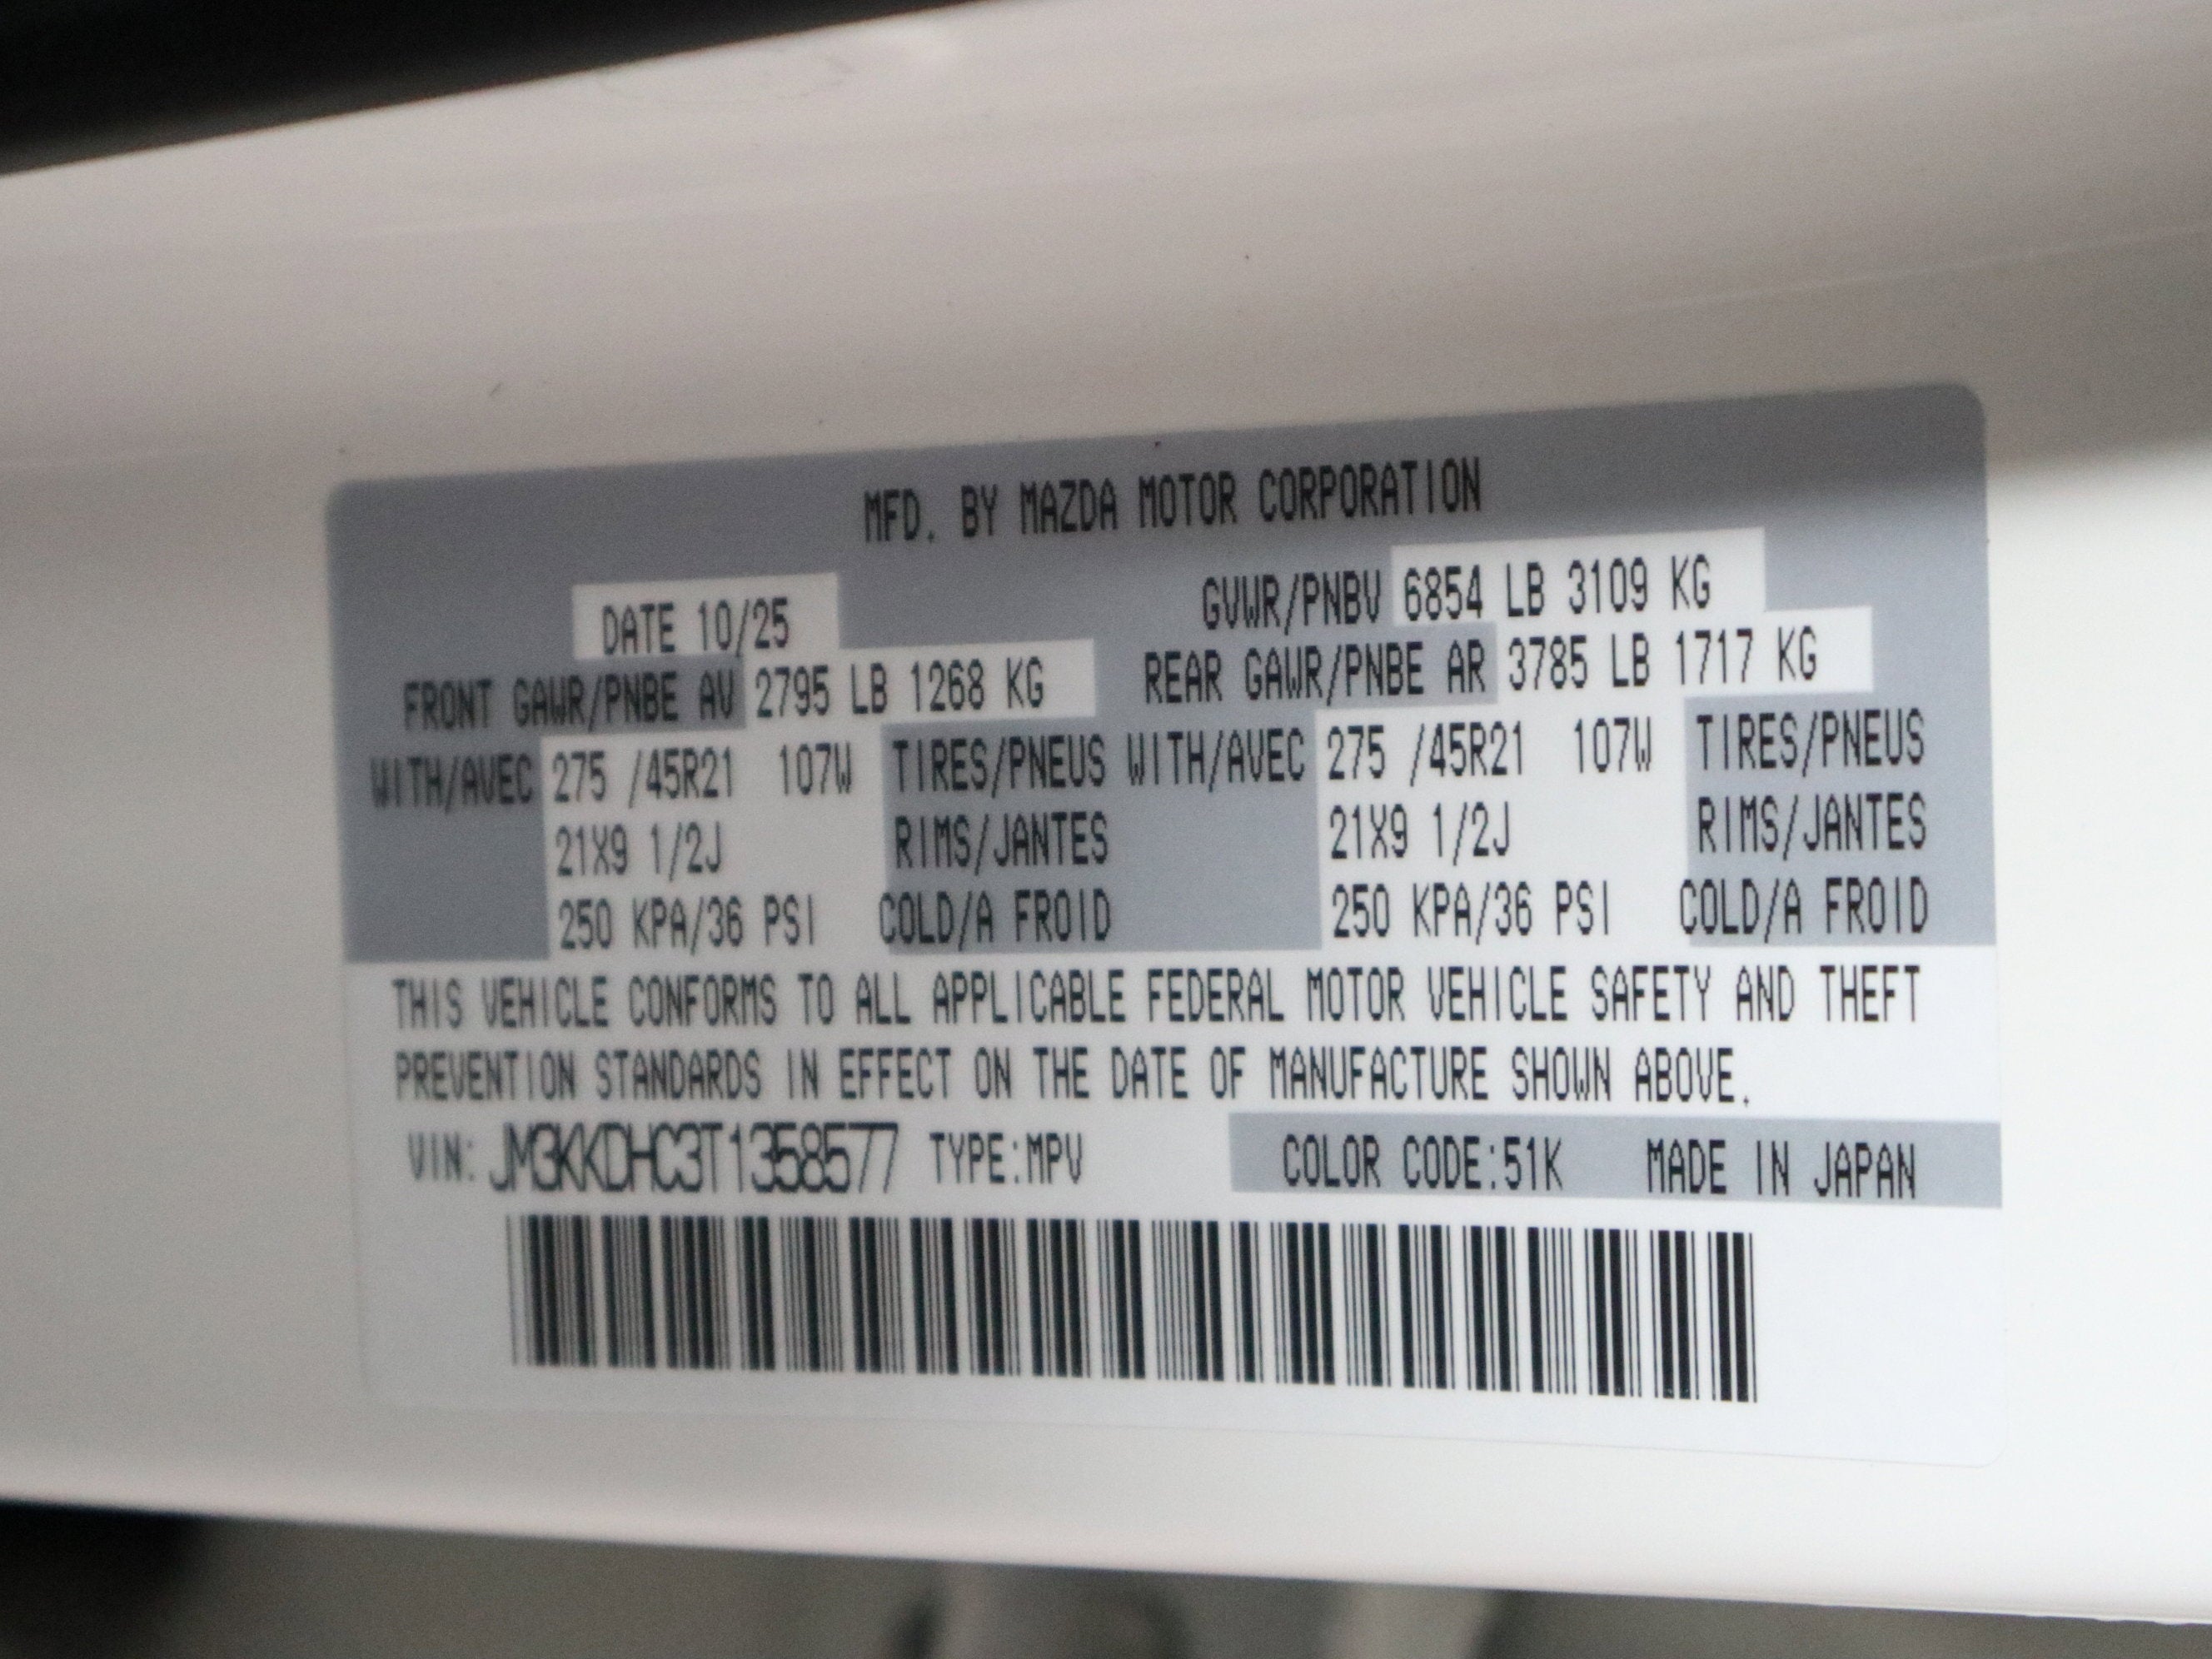 MFD. BY MAZDA MOTOR CORPORATION
DATE 10/25 GVWR/PNBV 6854 LB 3109 KG
FRONT GAWR/PNBE AV 2795 LB 1268 KG REAR GAWR/PNBE AR 3785 LB 1717 KG
WITH/AVEC 275 /45R21 107W TIRES/PNEUS WITH/AVEC 275 /45R21 107W TIRES/PNEUS
21X9 1/2J RIMS/JANTES 21X9 1/2J RIMS/JANTES
250 KPA/36 PSI COLD/A FROID 250 KPA/36 PSI COLD/A FROID
THIS VEHICLE CONFORMS TO ALL APPLICABLE FEDERAL MOTOR VEHICLE SAFETY AND THEFT
PREVENTION STANDARDS IN EFFECT ON THE DATE OF MANUFACTURE SHOWN ABOVE.
VIN: JM3KKDHC3T1358577 TYPE:MPV COLOR CODE:51K MADE IN JAPAN